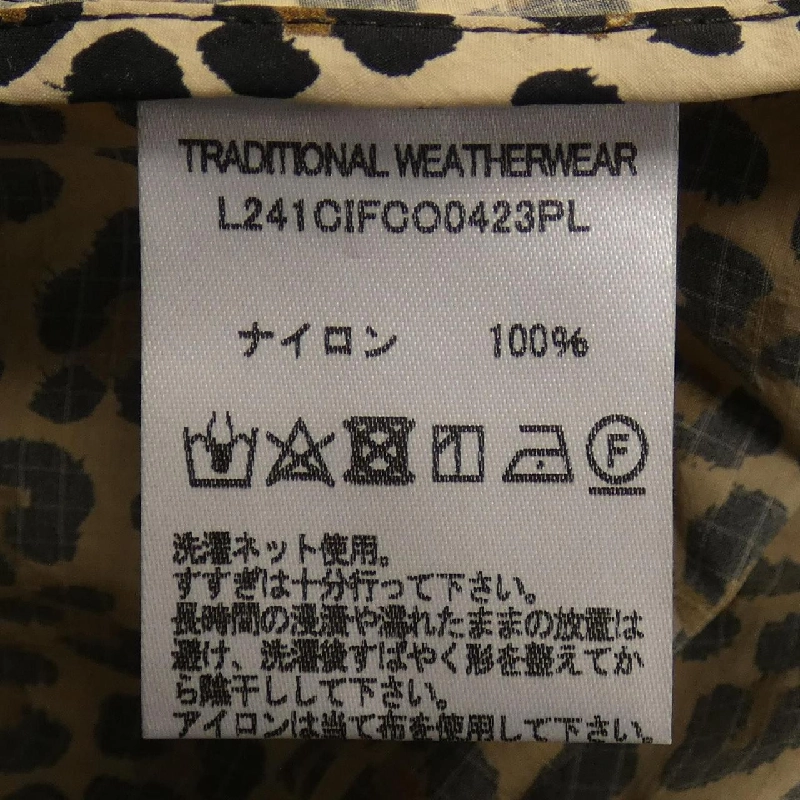 TRADITIONAL WEATHERWEAR
L241CIFCO0423PL
ナイロン 100%
F
洗濯ネット使用。
すすぎは十分行って下さい。
長時間の浸漬や濡れたままの放置は
避け、洗濯後すばやく形を整えてか
ら陰干しして下さい。
アイロンは当て布を使用して下さい。